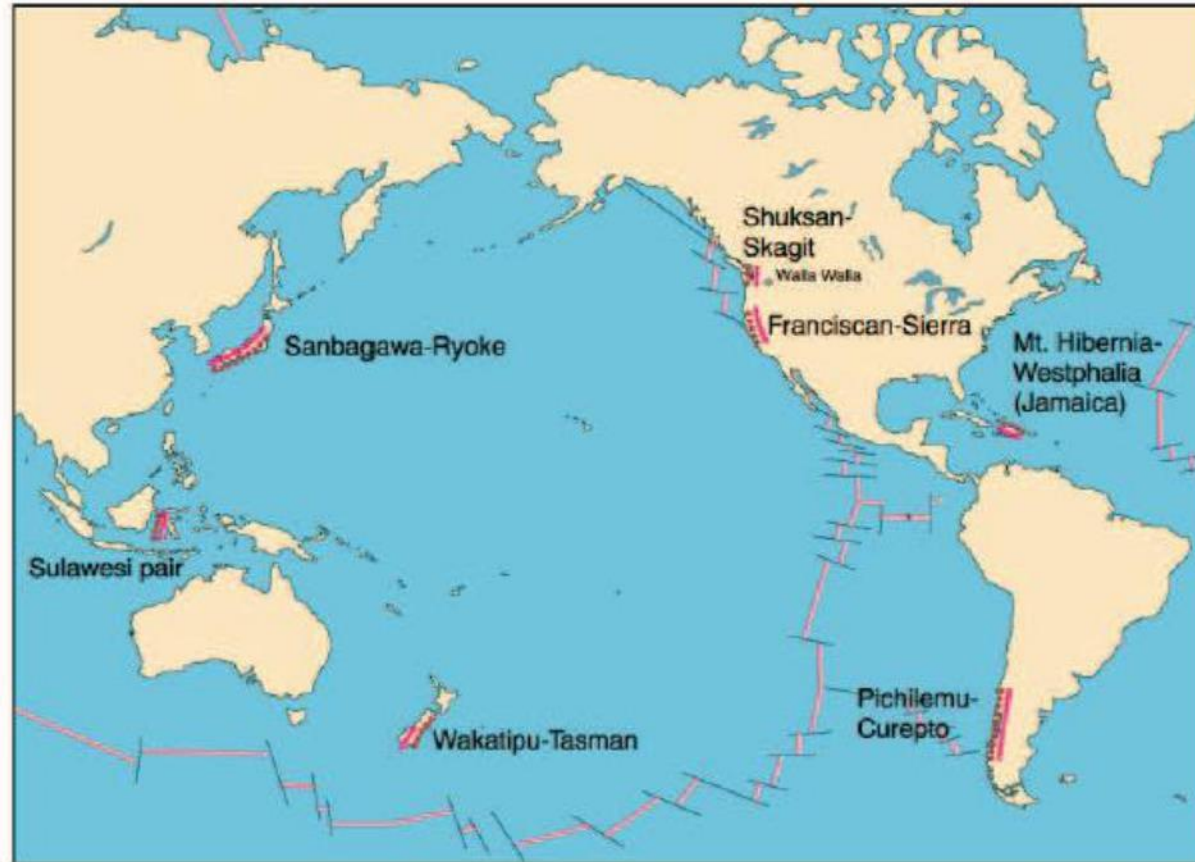 Shuksan-
Skagit
Walla Walla
Franciscan-Sierra
Sanbagawa-Ryoke
Mt. Hibernia-
Westphalia
(Jamaica)
Sulawesi pair
Wakatipu-Tasman
Pichilemu-
Curepto